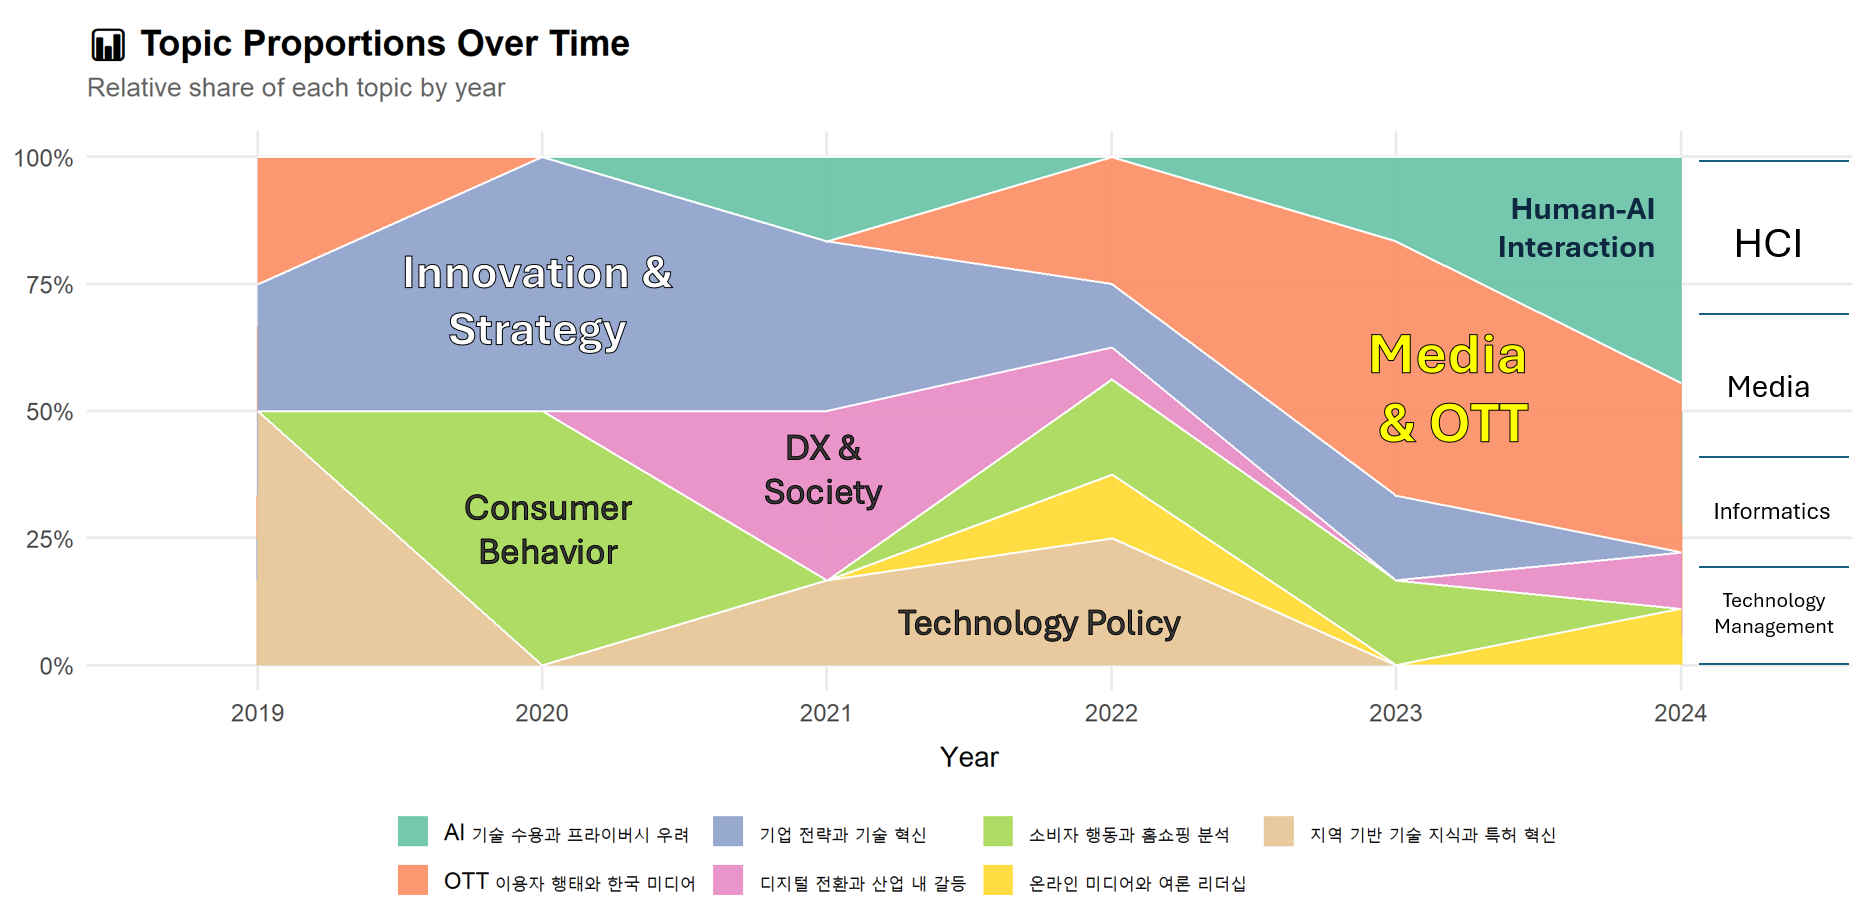 Topic Proportions Over Time
Relative share of each topic by year
100%
75%
50%
25%
0%
Innovation &
Strategy
Consumer
Behavior
DX &
Society
Technology Policy
Media
& OTT
Human-AI
Interaction
HCI
Media
Informatics
Technology
Management
2019
2020
2021
2022
2023
2024
Year
AI 기술 수용과 프라이버시 우려
기업 전략과 기술 혁신
소비자 행동과 홈쇼핑 분석
지역 기반 기술 지식과 특허 혁신
OTT 이용자 행태와 한국 미디어
디지털 전환과 산업 내 갈등
온라인 미디어와 여론 리더십